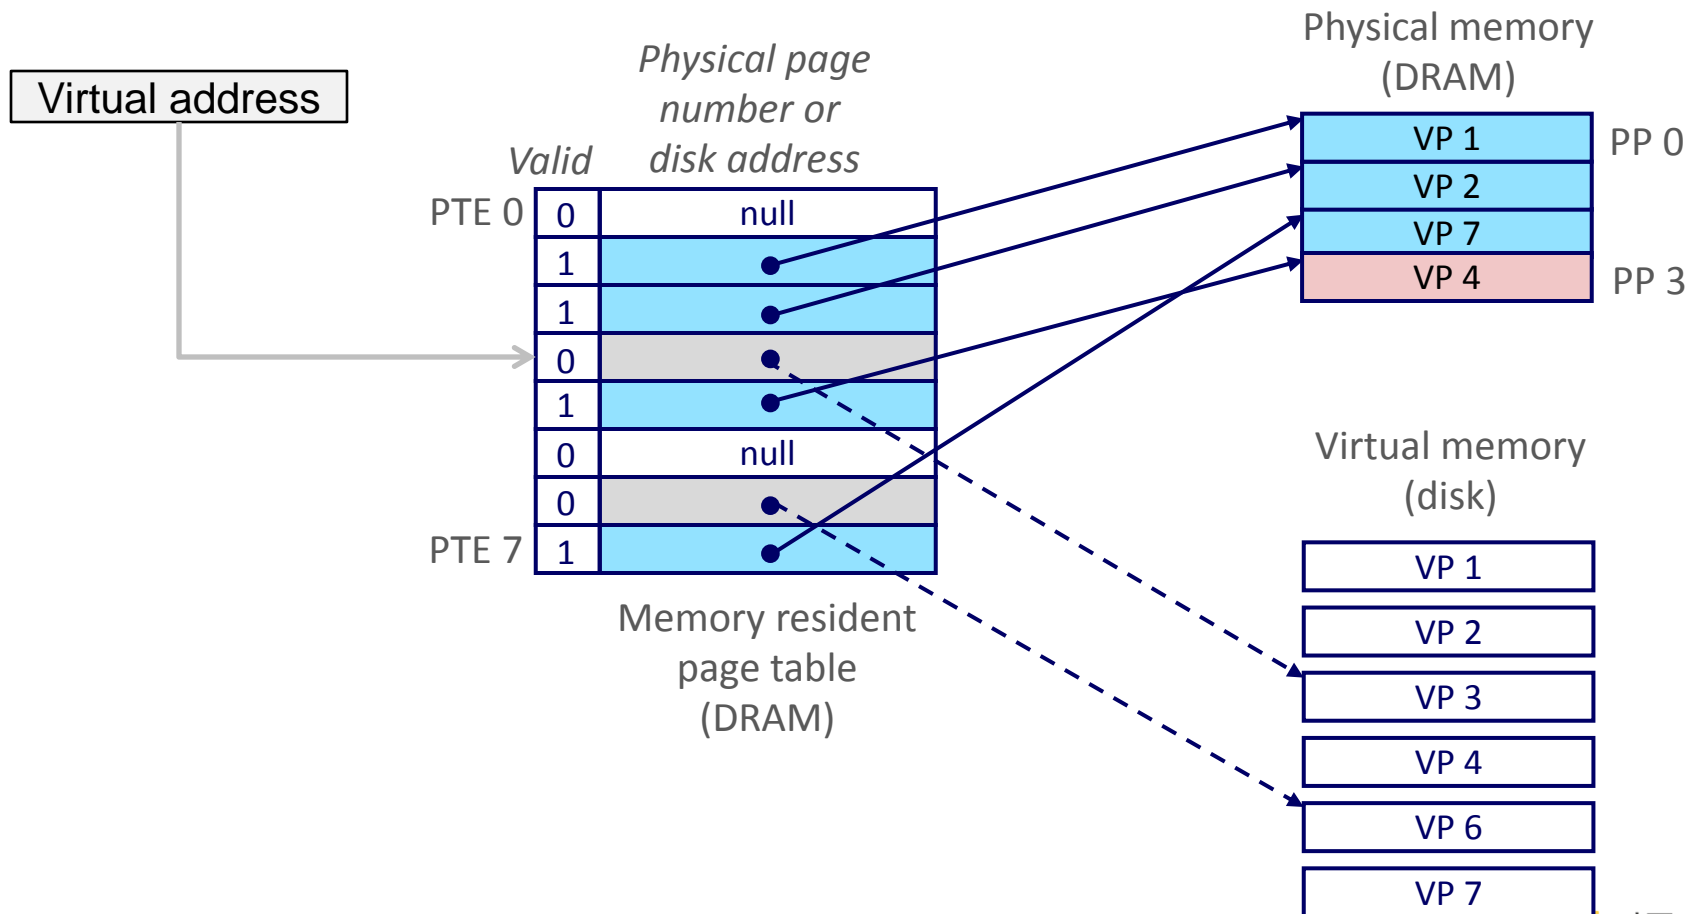 Virtual address
Physical page
number or
disk address
Valid
PTE 0
0
null
1
1
0
1
0
null
0
PTE 7
1
Memory resident
page table
(DRAM)
Physical memory
(DRAM)
VP 1
PP 0
VP 2
VP 7
VP 4
PP 3
Virtual memory
(disk)
VP 1
VP 2
VP 3
VP 4
VP 6
VP 7